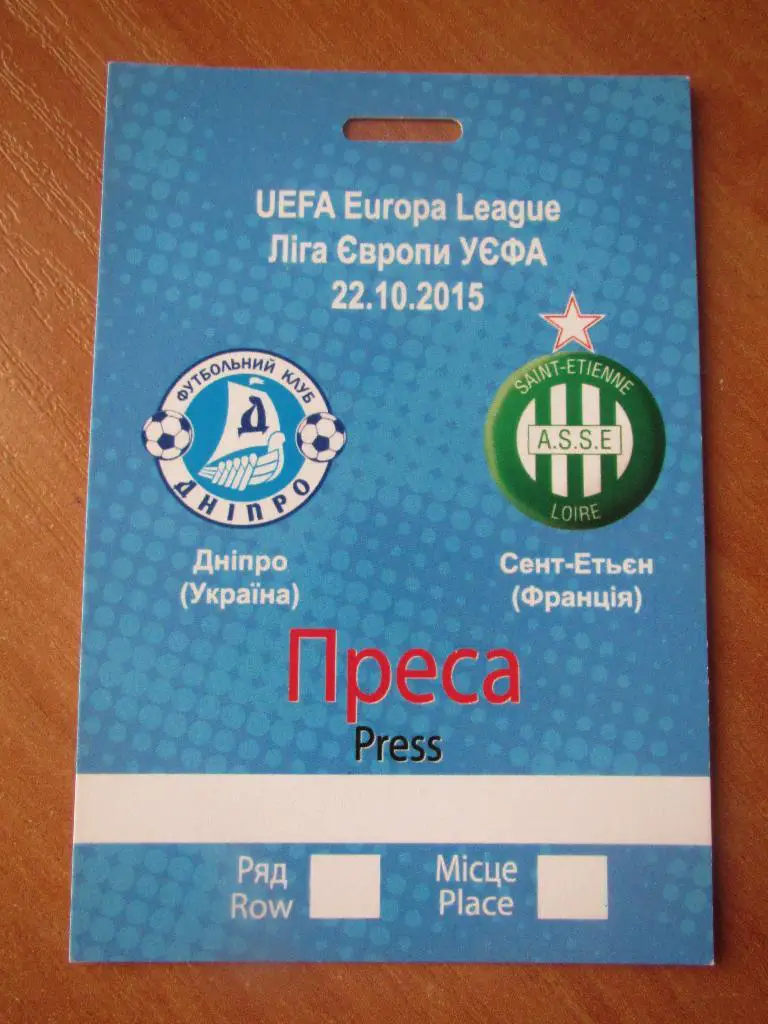 UEFA Europa League
Ліга Європи УЄФА
22.10.2015
ФУТБОЛЬНИЙ КЛУБ
Д
ДНІПРО
SAINT-ETIENNE
A.S.S.E
LOIRE
Дніпро
(Україна)
Сент-Етьєн
(Франція)
Преса
Press
Ряд
Row
Місце
Place